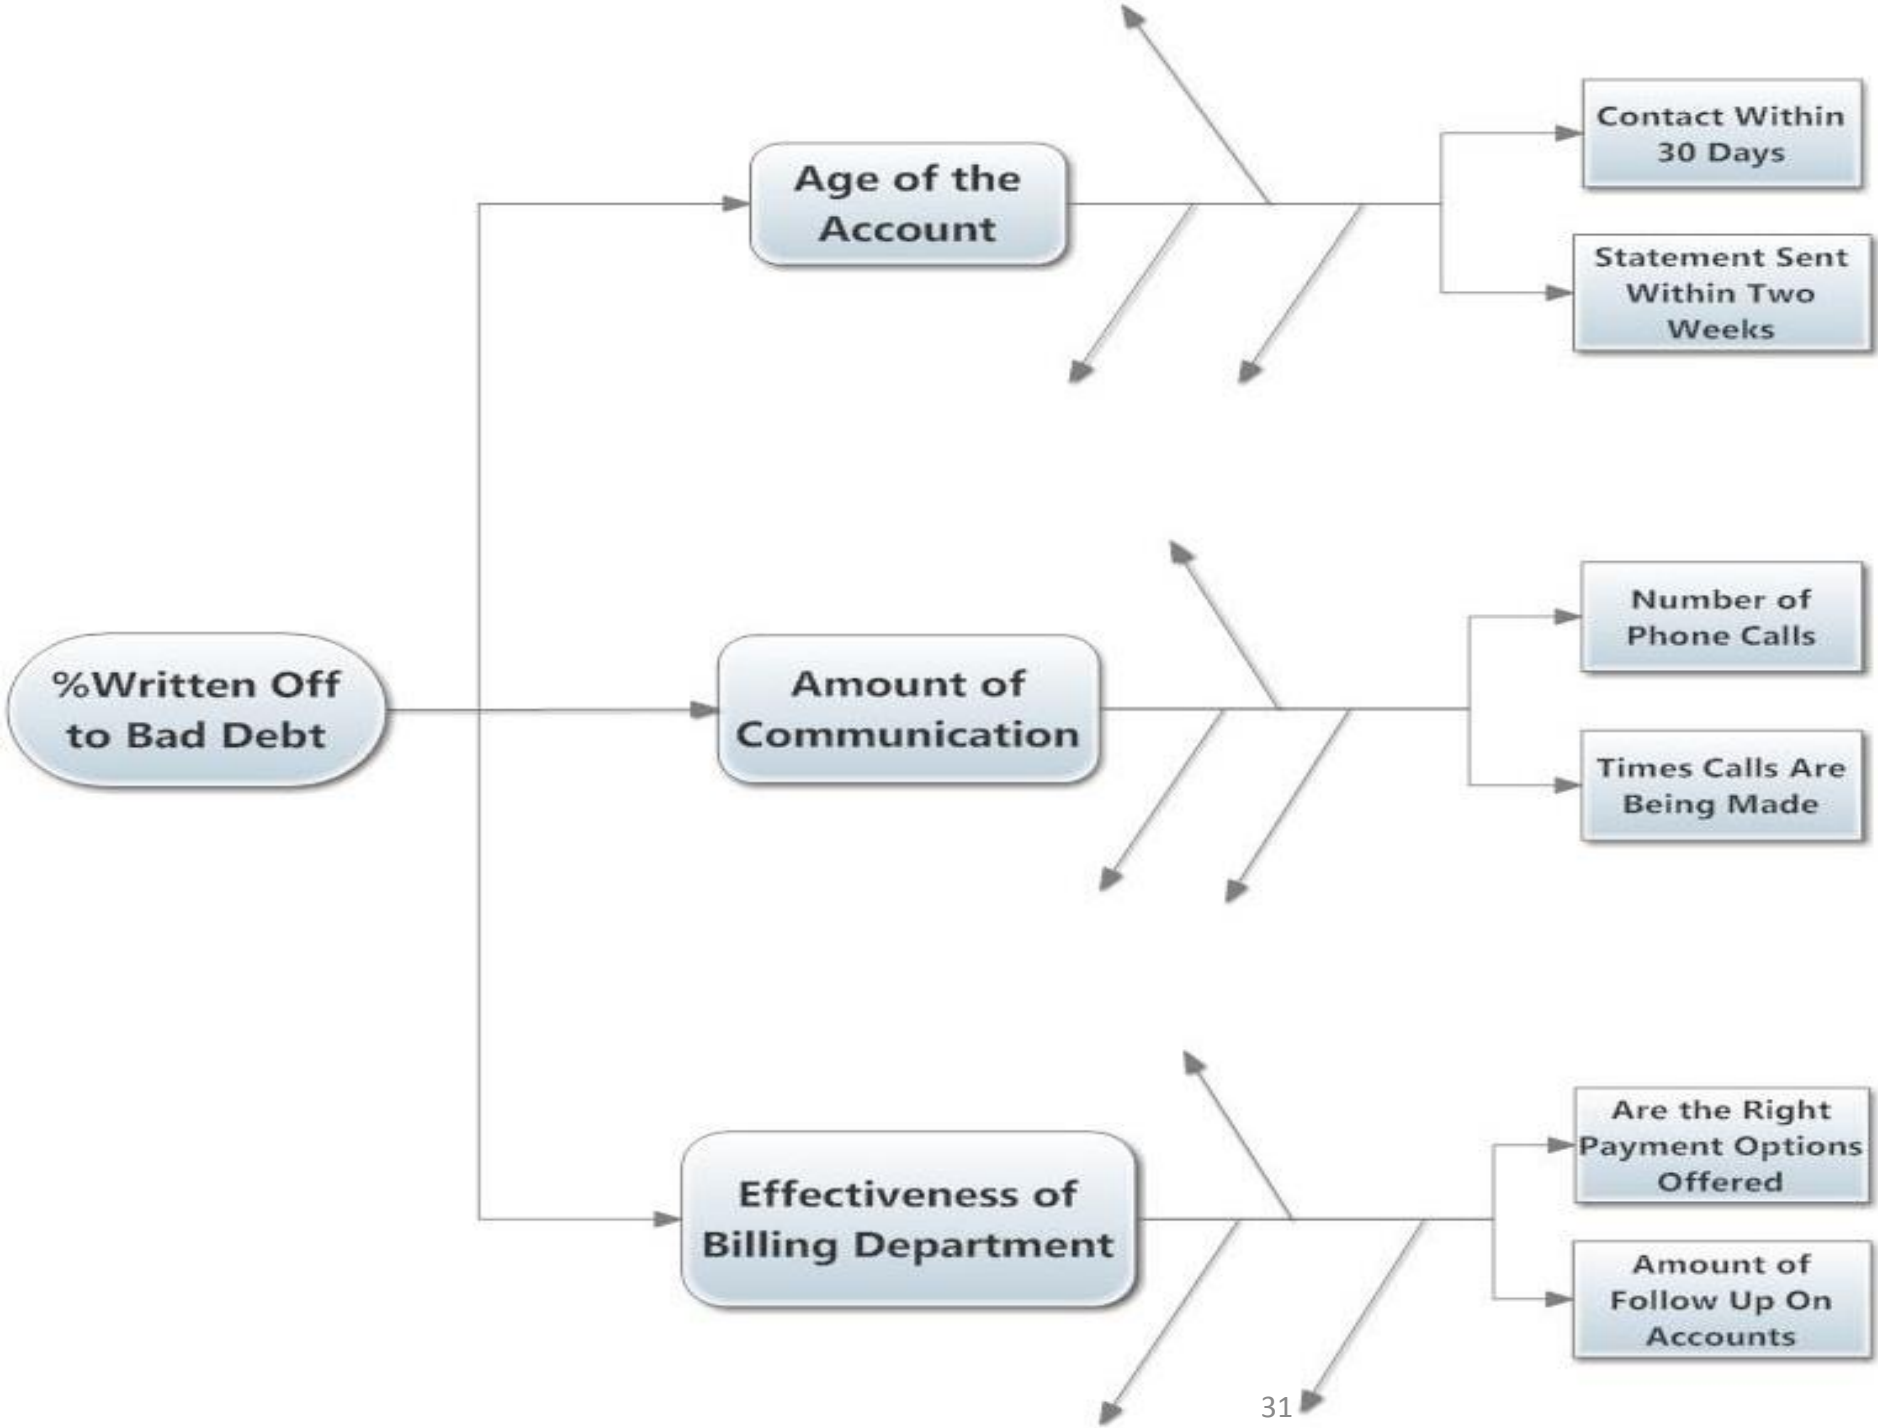 %Written Off
to Bad Debt
Age of the
Account
Contact Within
30 Days
Statement Sent
Within Two
Weeks
Amount of
Communication
Number of
Phone Calls
Times Calls Are
Being Made
Effectiveness of
Billing Department
Are the Right
Payment Options
Offered
Amount of
Follow Up On
Accounts
31